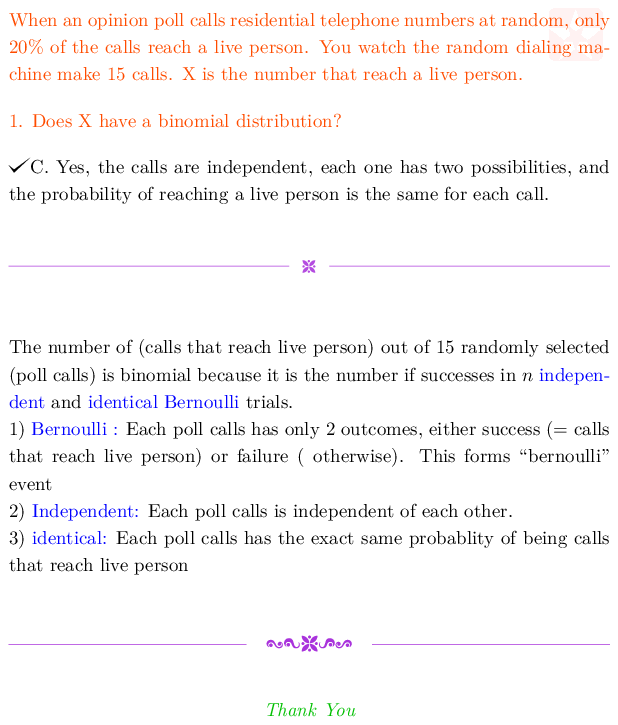 When an opinion poll calls residential telephone numbers at random, only
20% of the calls reach a live person. You watch the random dialing ma-
chine make 15 calls. X is the number that reach a live person.
1. Does X have a binomial distribution?
✓C. Yes, the calls are independent, each one has two possibilities, and
the probability of reaching a live person is the same for each call.
The number of (calls that reach live person) out of 15 randomly selected
(poll calls) is binomial because it is the number if successes in n indepen-
dent and identical Bernoulli trials.
1) Bernoulli : Each poll calls has only 2 outcomes, either success (= calls
that reach live person) or failure ( otherwise). This forms “bernoulli”
event
2) Independent: Each poll calls is independent of each other.
3) identical: Each poll calls has the exact same probablity of being calls
that reach live person
Thank You